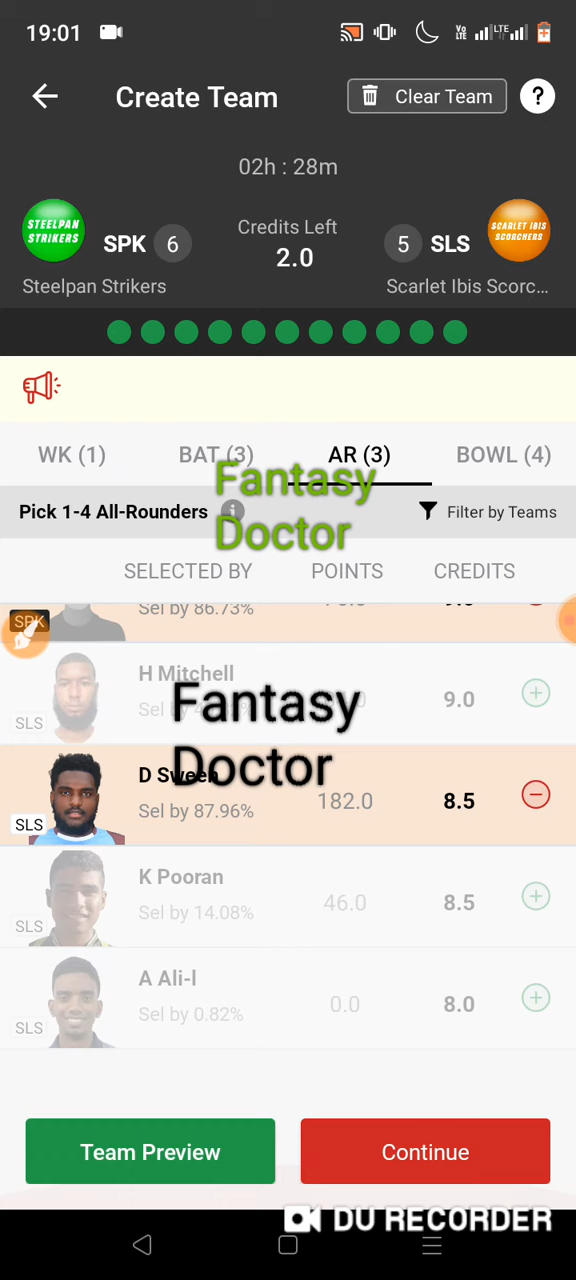 19:01
Vo LTE LTE
Create Team
Clear Team
?
02h : 28m
STEELPAN
STRIKERS
SPK 6
Credits Left
2.0
5 SLS
SCARLET IBIS
SCORCHERS
Steelpan Strikers
Scarlet Ibis Scorc...
WK (1) BAT (3) AR (3) BOWL (4)
Fantasy
Doctor
Pick 1-4 All-Rounders i
Filter by Teams
SELECTED BY POINTS CREDITS
SPK
Sel by 86.73%
H Mitchell
9.0
SLS
Fantasy
Doctor
D Sween
Sel by 87.96%
182.0
8.5
SLS
K Pooran
Sel by 14.08%
46.0
8.5
SLS
A Ali-l
Sel by 0.82%
0.0
8.0
SLS
Team Preview
Continue
DU RECORDER